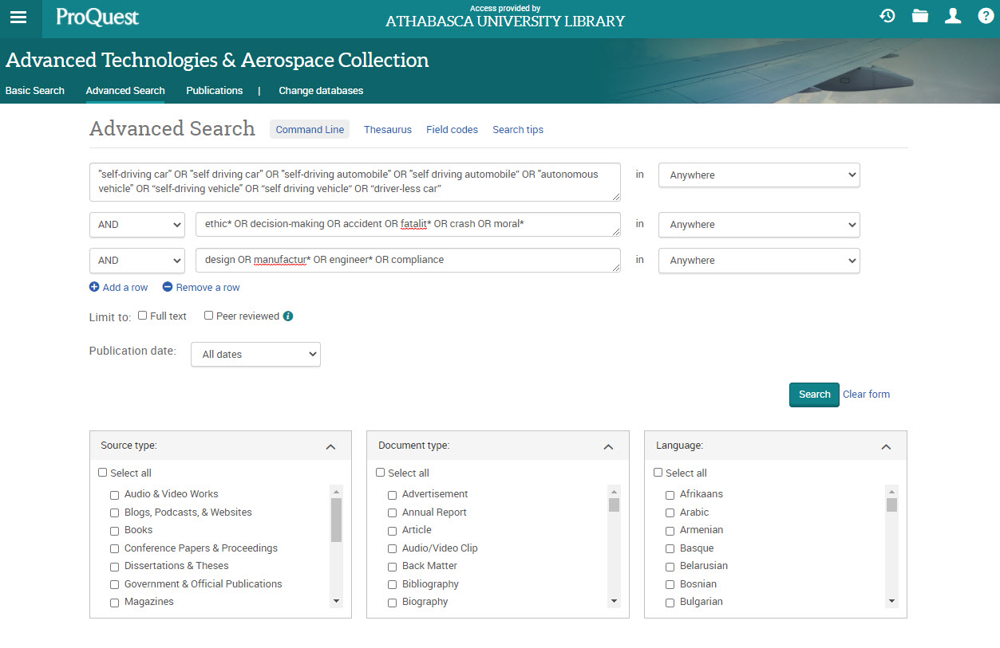 ProQuest
Access provided by
ATHABASCA UNIVERSITY LIBRARY
?
Advanced Technologies & Aerospace Collection
Basic Search Advanced Search Publications | Change databases
Advanced Search Command Line Thesaurus Field codes Search tips
"self-driving car" OR "self driving car" OR "self-driving automobile" OR "self driving automobile" OR "autonomous
vehicle" OR “self-driving vehicle” OR “self driving vehicle“ OR “driver-less car”
in Anywhere
AND ethic* OR decision-making OR accident OR fatalit* OR crash OR moral* in Anywhere
AND design OR manufactur* OR engineer* OR compliance in Anywhere
Add a row Remove a row
Limit to: Full text Peer reviewed i
Publication date: All dates
Search Clear form
Source type:
Select all
Audio & Video Works
Blogs, Podcasts, & Websites
Books
Conference Papers & Proceedings
Dissertations & Theses
Government & Official Publications
Magazines
Document type:
Select all
Advertisement
Annual Report
Article
Audio/Video Clip
Back Matter
Bibliography
Biography
Language:
Select all
Afrikaans
Arabic
Armenian
Basque
Belarusian
Bosnian
Bulgarian